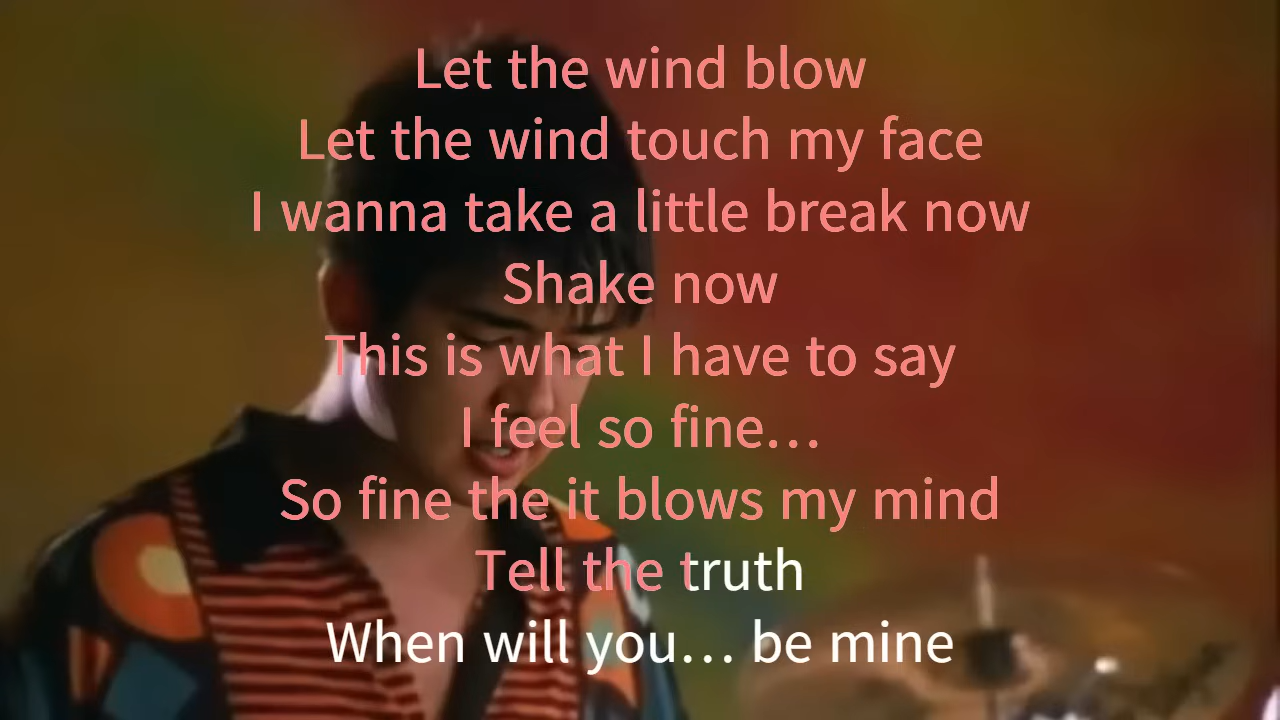 Let the wind blow
Let the wind touch my face
I wanna take a little break now
Shake now
This is what I have to say
I feel so fine…
So fine the it blows my mind
Tell the truth
When will you… be mine